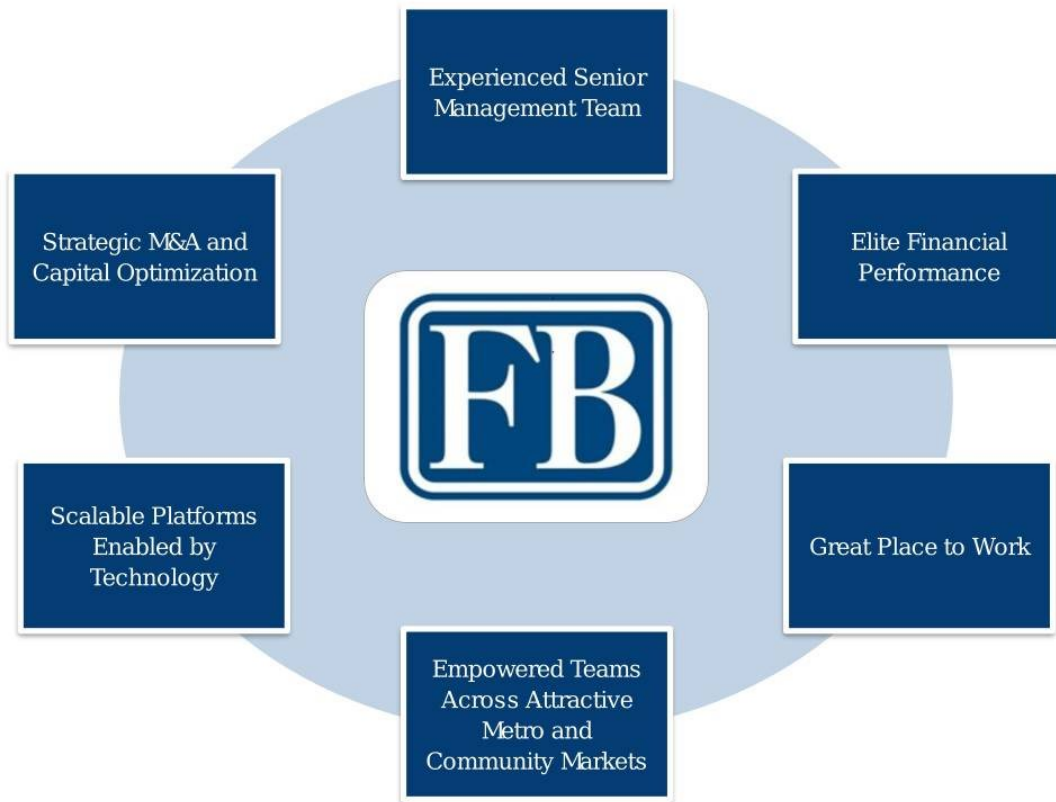 Experienced Senior
Management Team
Strategic M&A and
Capital Optimization
Elite Financial
Performance
FB
Scalable Platforms
Enabled by
Technology
Great Place to Work
Empowered Teams
Across Attractive
Metro and
Community Markets